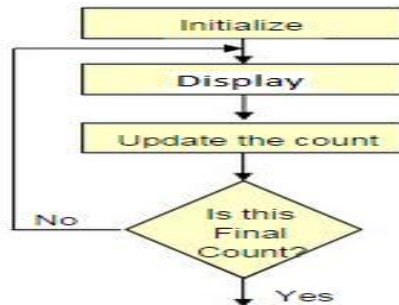 Initialize
Display
Update the count
Is this
Final
Count?
No
Yes